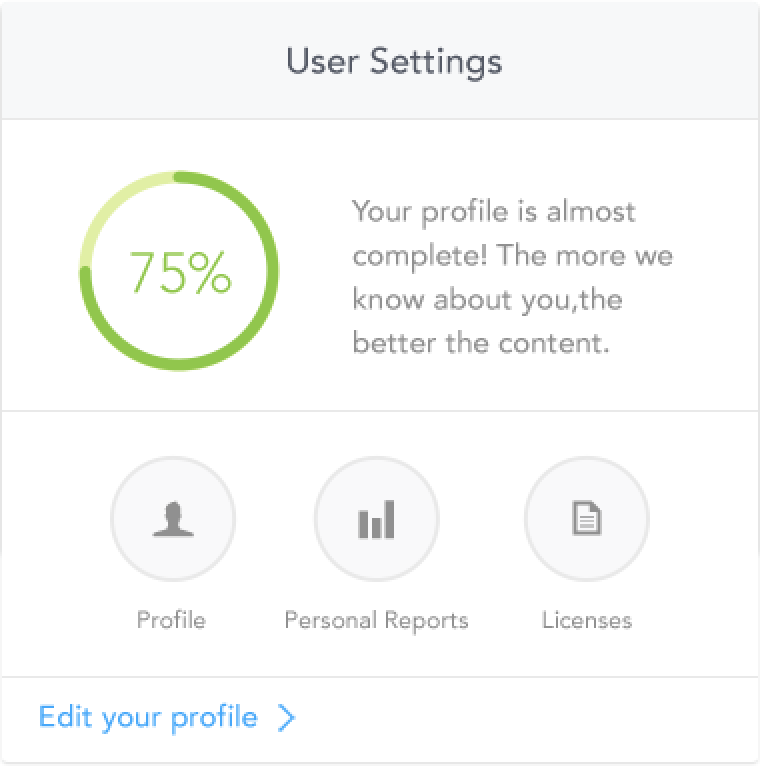 User Settings
75%
Your profile is almost
complete! The more we
know about you,the
better the content.
Profile
Personal Reports
Licenses
Edit your profile